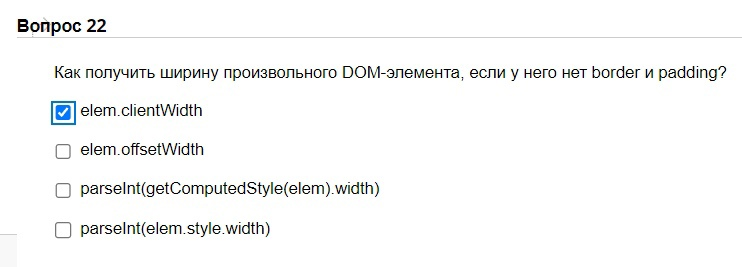 Вопрос 22
Как получить ширину произвольного DOM-элемента, если у него нет border и padding?
elem.clientWidth
elem.offsetWidth
parseInt(getComputedStyle(elem).width)
parseInt(elem.style.width)